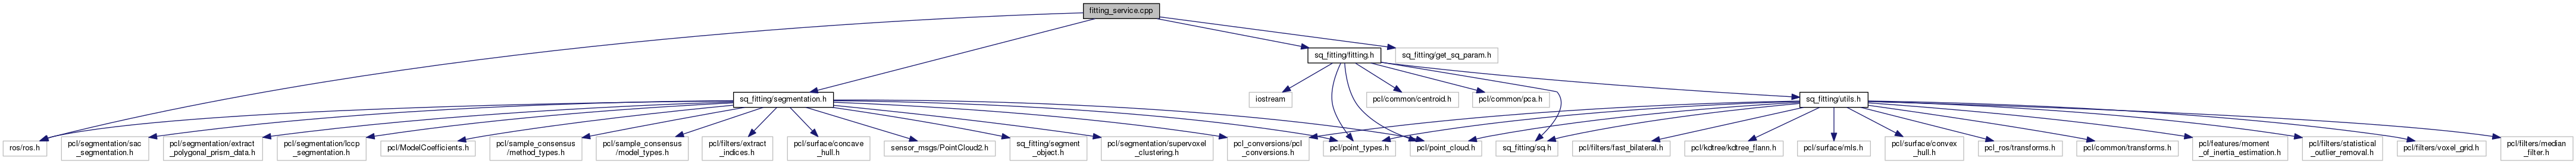 fitting_service.cpp
sq_fitting/fitting.h
sq_fitting/get_sq_param.h
sq_fitting/segmentation.h
iostream
pcl/common/centroid.h
pcl/common/pca.h
sq_fitting/utils.h
ros/ros.h
pcl/segmentation/sac
_segmentation.h
pcl/segmentation/extract
_polygonal_prism_data.h
pcl/segmentation/lccp
_segmentation.h
pcl/ModelCoefficients.h
pcl/sample_consensus
/method_types.h
pcl/sample_consensus
/model_types.h
pcl/filters/extract
_indices.h
pcl/surface/concave
_hull.h
sensor_msgs/PointCloud2.h
sq_fitting/segment
_object.h
pcl/segmentation/supervoxel
_clustering.h
pcl_conversions/pcl
_conversions.h
pcl/point_types.h
pcl/point_cloud.h
sq_fitting/sq.h
pcl/filters/fast_bilateral.h
pcl/kdtree/kdtree_flann.h
pcl/surface/mls.h
pcl/surface/convex
_hull.h
pcl_ros/transforms.h
pcl/common/transforms.h
pcl/features/moment
_of_inertia_estimation.h
pcl/filters/statistical
_outlier_removal.h
pcl/filters/voxel_grid.h
pcl/filters/median
_filter.h